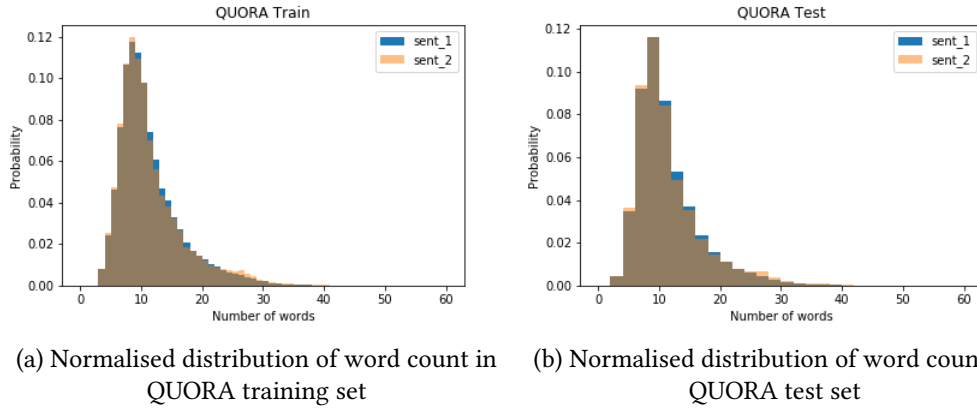 QUORA Train
0.12
0.10
0.08
0.06
0.04
0.02
0.00
Probability
0
10
20
30
40
50
60
Number of words
sent_1
sent_2
QUORA Test
0.12
0.10
0.08
0.06
0.04
0.02
0.00
Probability
0
10
20
30
40
50
60
Number of words
sent_1
sent_2
(a) Normalised distribution of word count in
QUORA training set
(b) Normalised distribution of word coun
QUORA test set